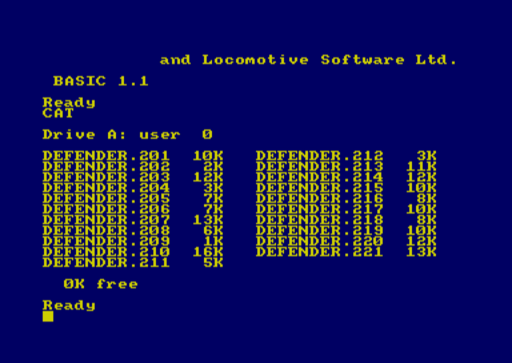 and Locomotive Software Ltd.
BASIC 1.1
Ready
CAT
Drive A: user 0
DEFENDER.201 10K DEFENDER.212 3K
DEFENDER.202 2K DEFENDER.213 11K
DEFENDER.203 12K DEFENDER.214 12K
DEFENDER.204 3K DEFENDER.215 10K
DEFENDER.205 7K DEFENDER.216 8K
DEFENDER.206 7K DEFENDER.217 10K
DEFENDER.207 13K DEFENDER.218 8K
DEFENDER.208 6K DEFENDER.219 10K
DEFENDER.209 1K DEFENDER.220 12K
DEFENDER.210 16K DEFENDER.221 13K
DEFENDER.211 5K
0K free
Ready